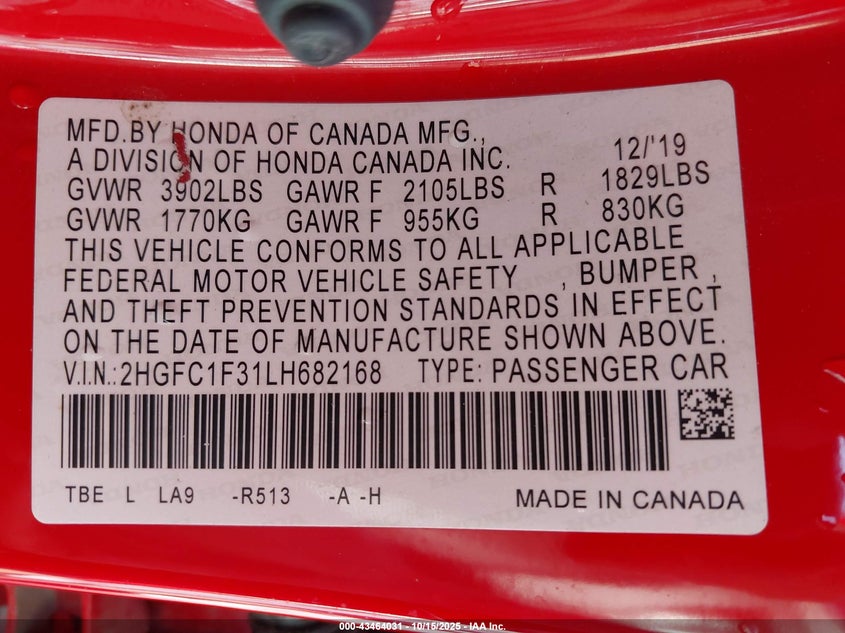 MFD.BY HONDA OF CANADA MFG.,
A DIVISION OF HONDA CANADA INC. 12/'19
GVWR 3902LBS GAWR F 2105LBS R 1829LBS
GVWR 1770KG GAWR F 955KG R 830KG
THIS VEHICLE CONFORMS TO ALL APPLICABLE
FEDERAL MOTOR VEHICLE SAFETY , BUMPER ,
AND THEFT PREVENTION STANDARDS IN EFFECT
ON THE DATE OF MANUFACTURE SHOWN ABOVE.
V.I.N.: 2HGFC1F31LH682168 TYPE: PASSENGER CAR
TBE L LA9 -R513 -A -H MADE IN CANADA
000-43464031 - 10/15/2025 - IAA Inc.